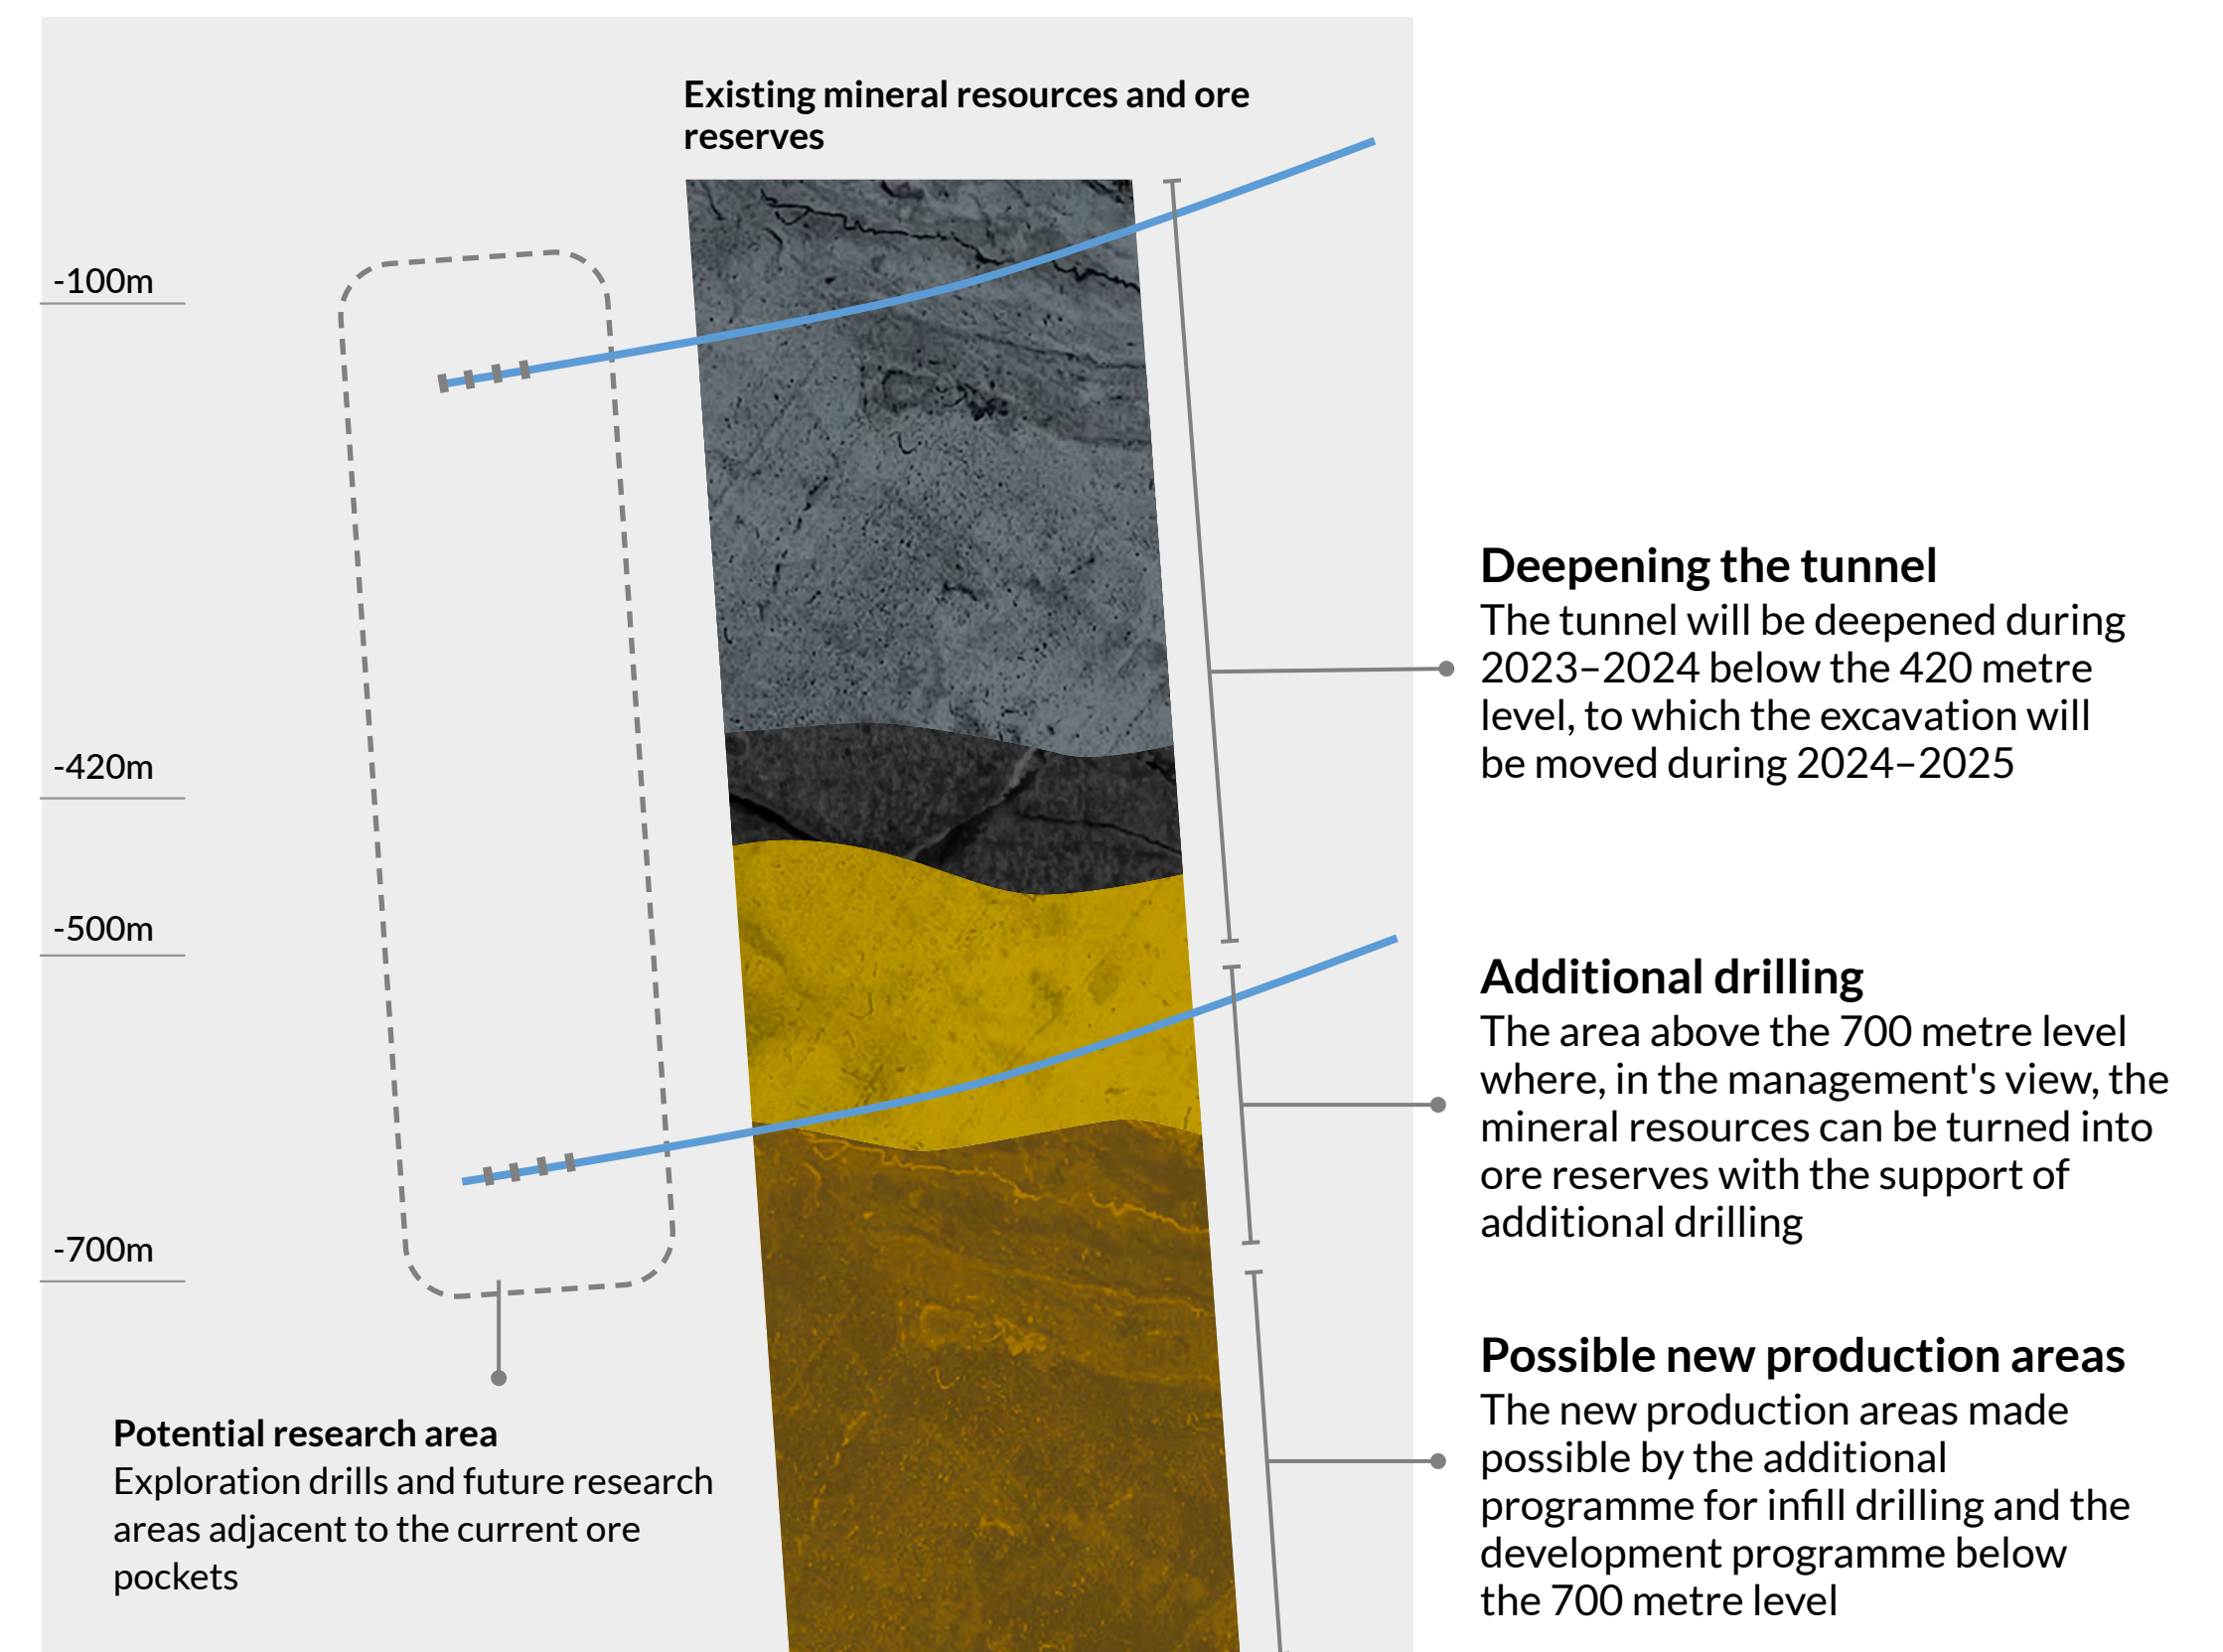 Existing mineral resources and ore
reserves
-100m
-420m
-500m
-700m
Deepening the tunnel
The tunnel will be deepened during
2023–2024 below the 420 metre
level, to which the excavation will
be moved during 2024–2025
Additional drilling
The area above the 700 metre level
where, in the management's view, the
mineral resources can be turned into
ore reserves with the support of
additional drilling
Possible new production areas
The new production areas made
possible by the additional
programme for infill drilling and the
development programme below
the 700 metre level
Potential research area
Exploration drills and future research
areas adjacent to the current ore
pockets